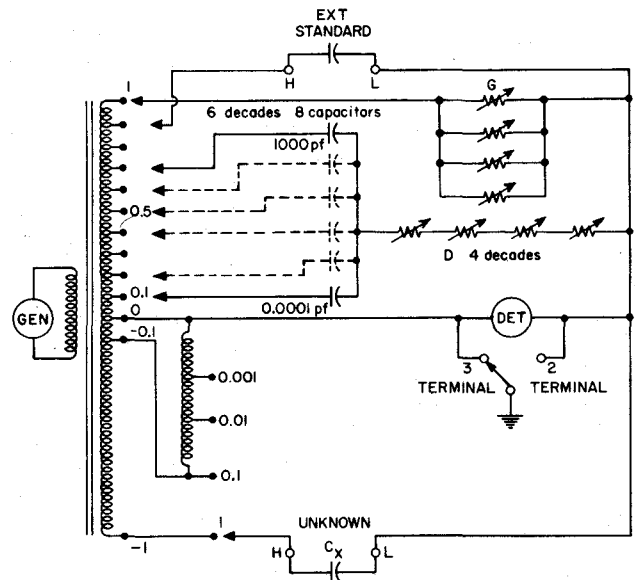 EXT
STANDARD
H
L
1
G
6 decades 8 capacitors
1000pf
0.5
D 4 decades
0.1
0.0001 pf
0
GEN
-0.1
DET
3
2
TERMINAL
TERMINAL
0.001
0.01
0.1
UNKNOWN
1
-1
H
CX
L